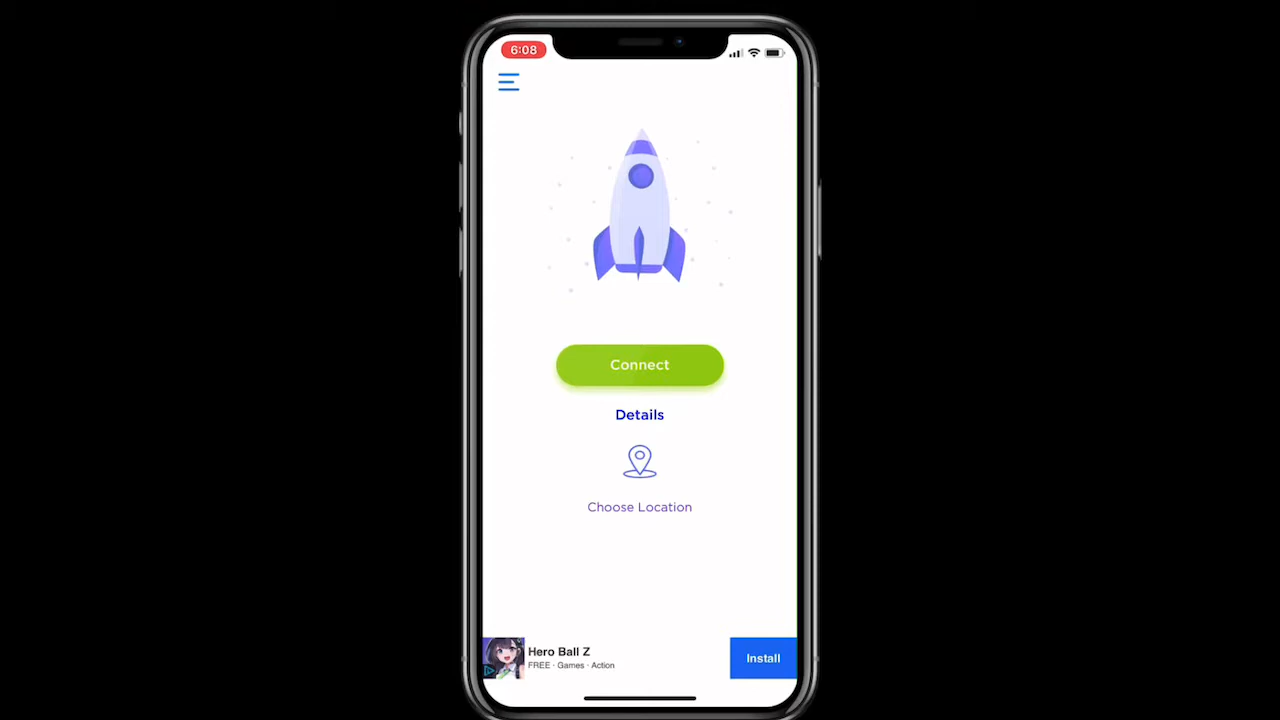 6:08
Connect
Details
Choose Location
Hero Ball Z
FREE · Games · Action
Install